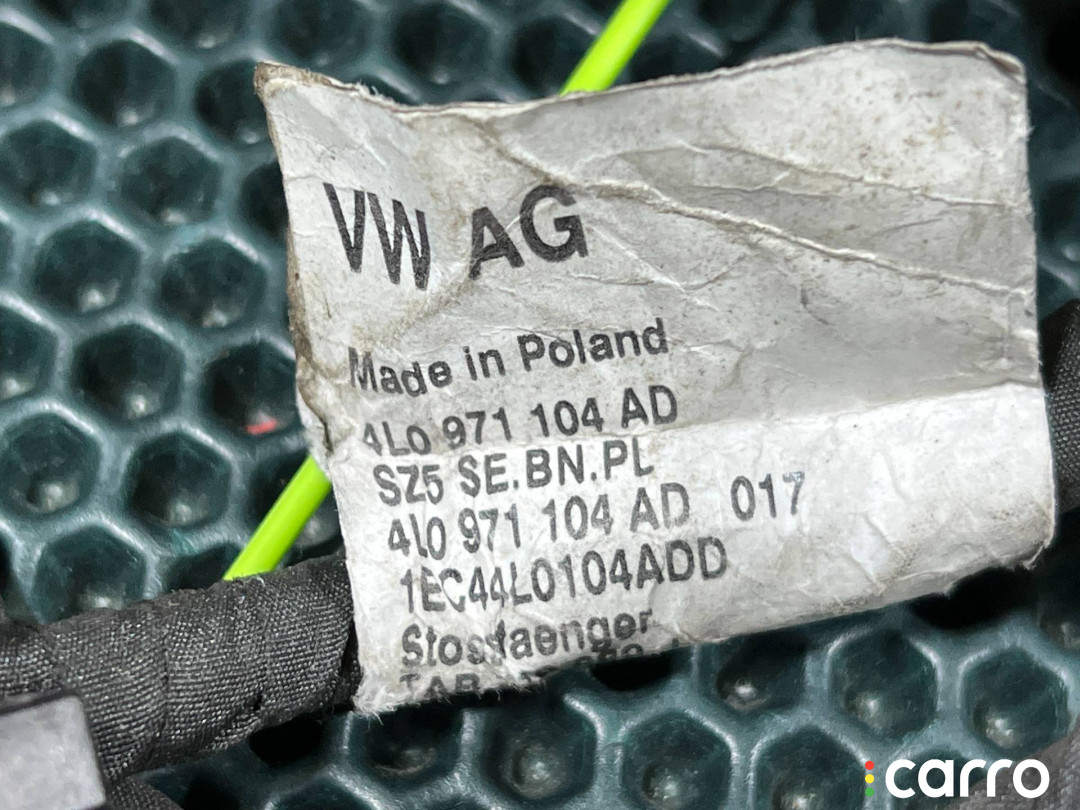 VW AG
Made in Poland
4L0 971 104 AD
SZ5 SE.BN.PL
4L0 971 104 AD 017
1EC44L0104ADD
Stossfaenger
TAB
carro